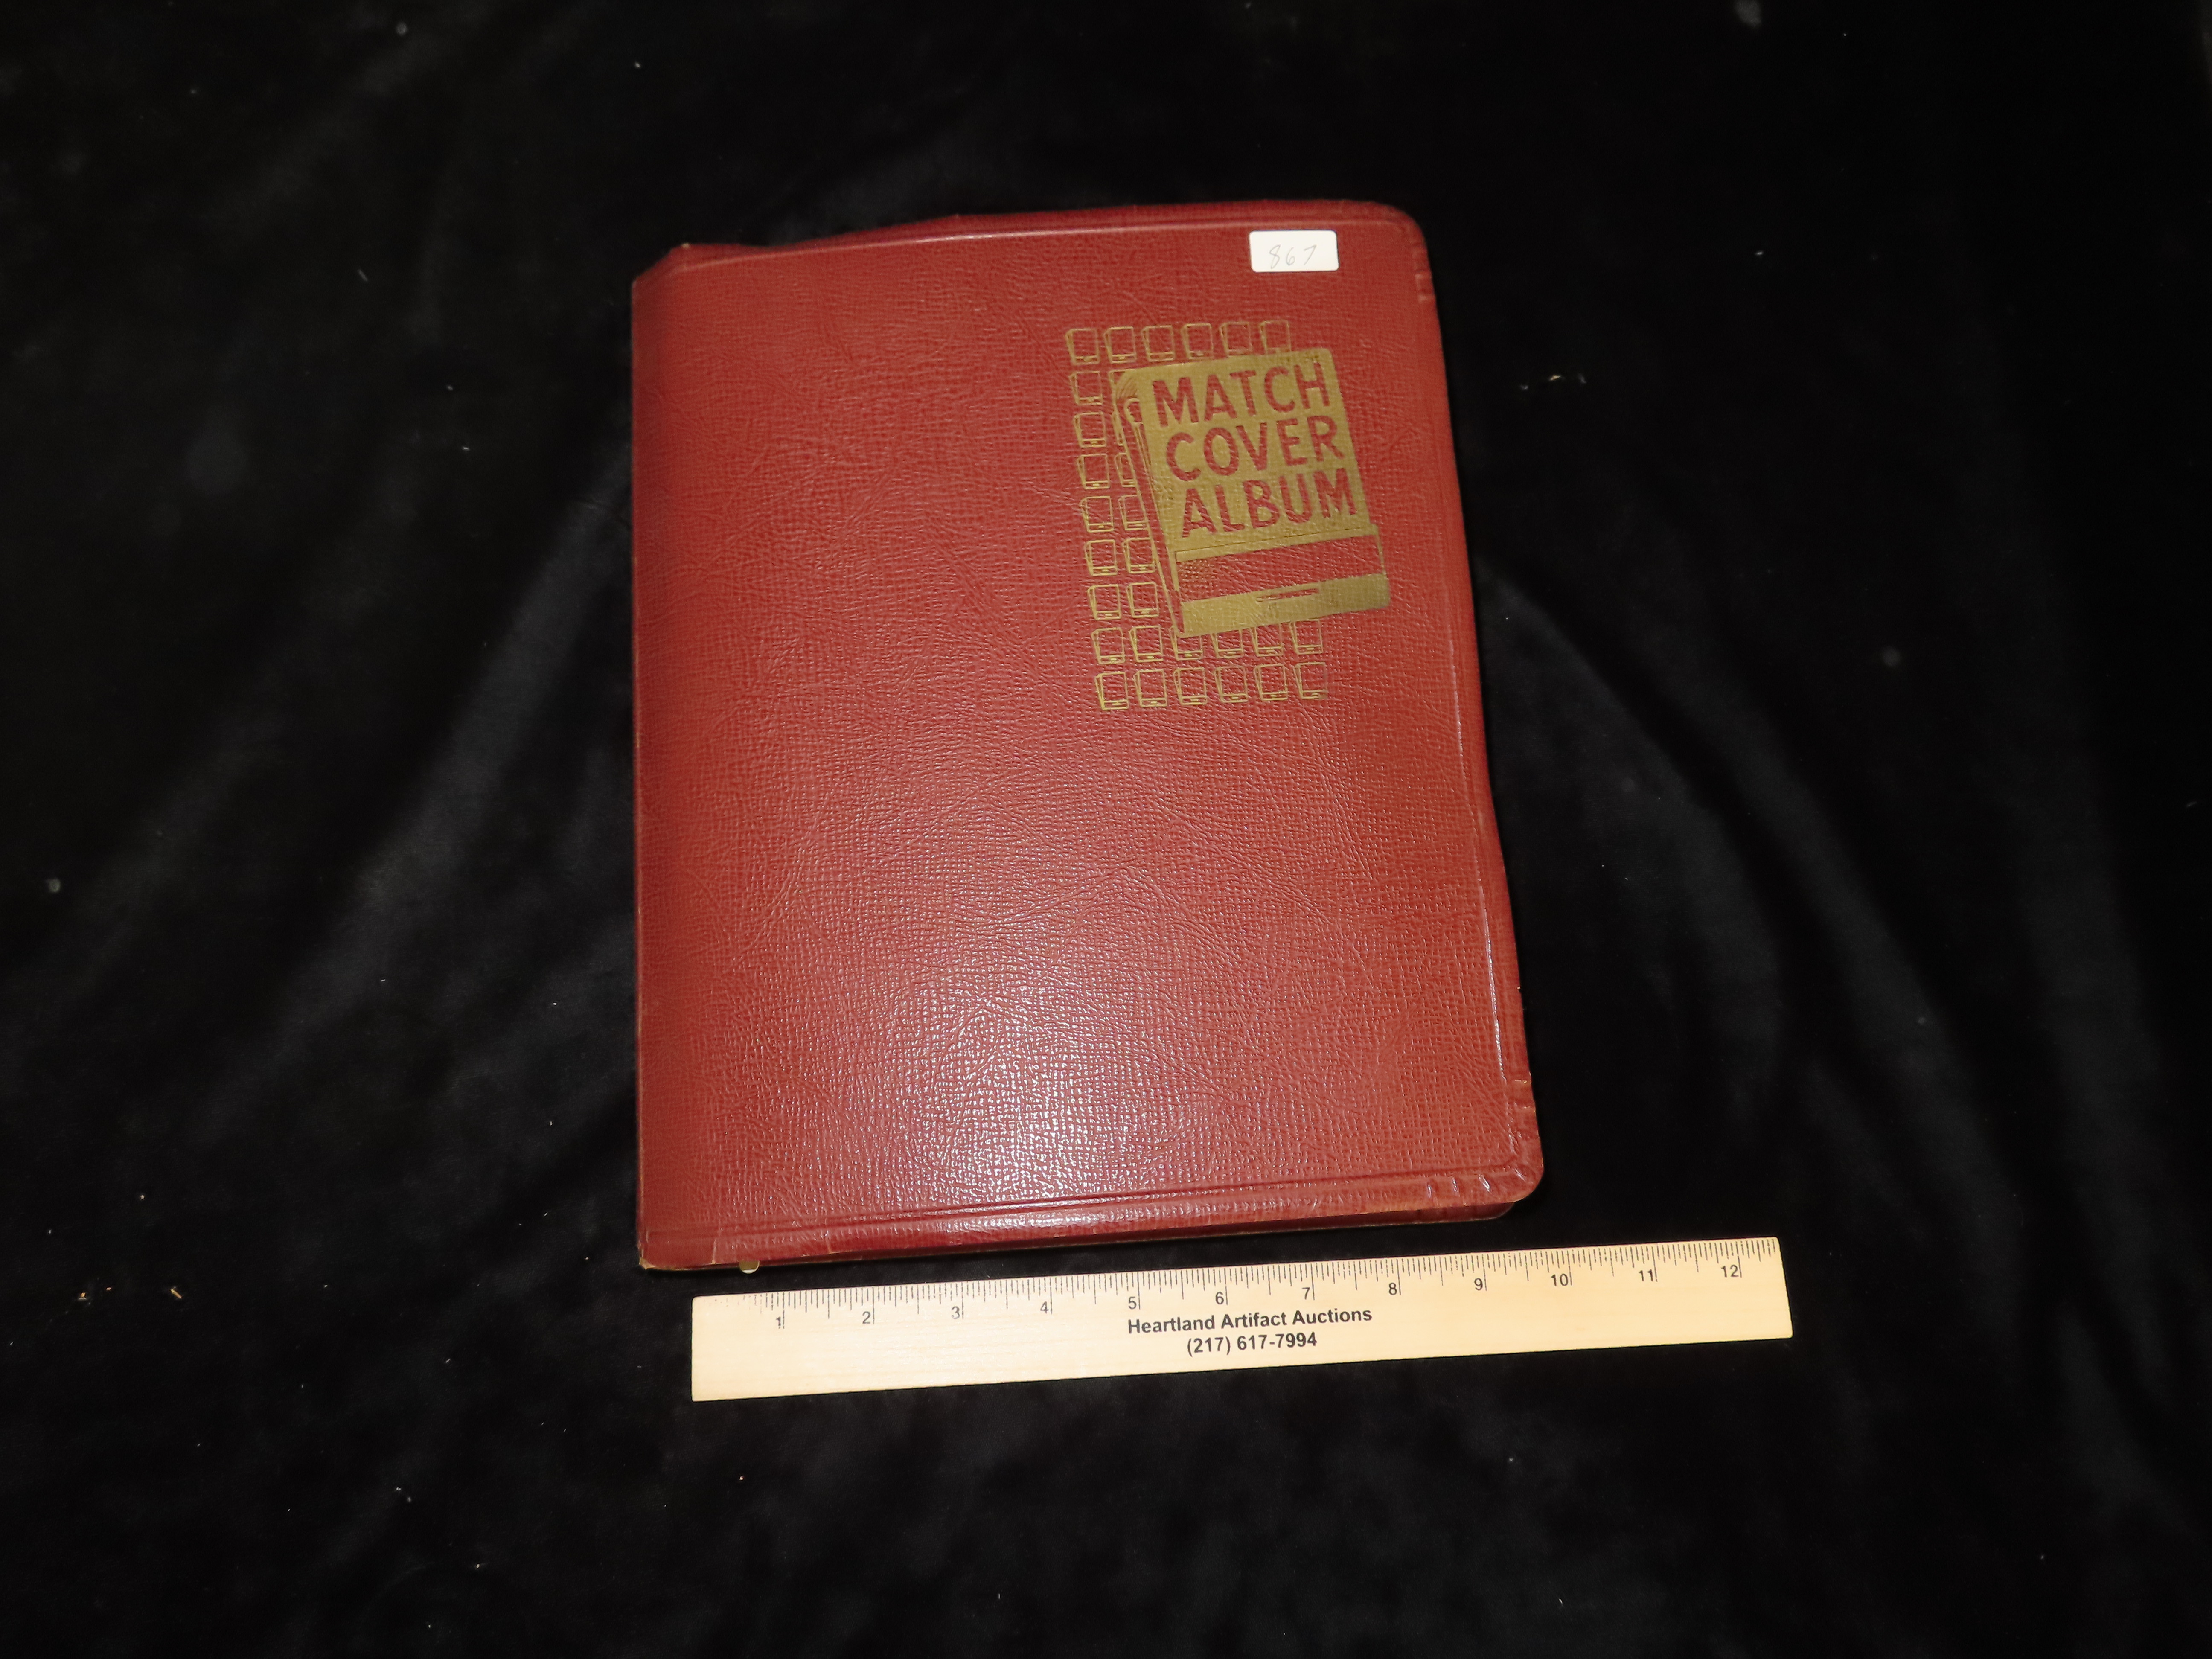 867
MATCH
COVER
ALBUM
1 2 3 4 5 6 7 8 9 10 11 12
Heartland Artifact Auctions
(217) 617-7994